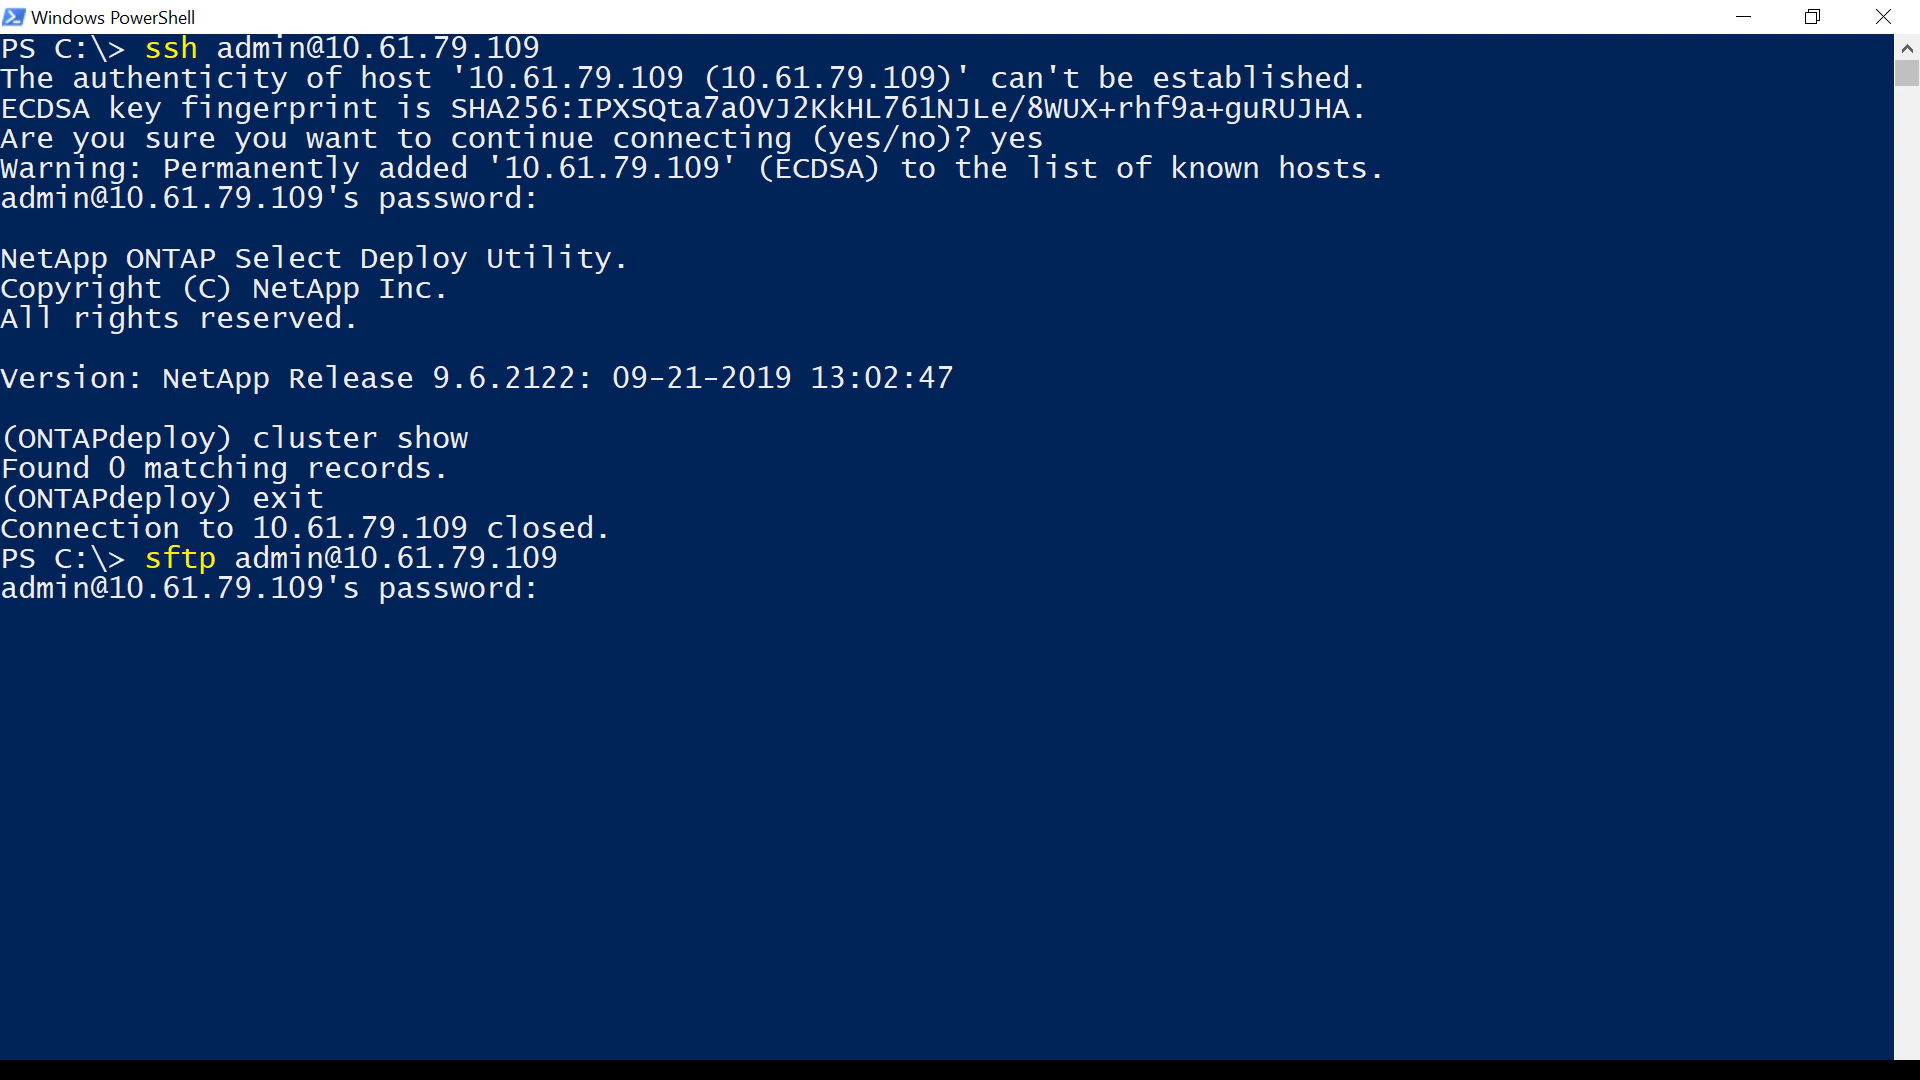 Windows PowerShell
PS C:\> ssh admin@10.61.79.109
The authenticity of host '10.61.79.109 (10.61.79.109)' can't be established.
ECDSA key fingerprint is SHA256:IPXSQta7a0VJ2KkHL761NJLe/8WUX+rhf9a+guRUJHA.
Are you sure you want to continue connecting (yes/no)? yes
Warning: Permanently added '10.61.79.109' (ECDSA) to the list of known hosts.
admin@10.61.79.109's password:
NetApp ONTAP Select Deploy Utility.
Copyright (C) NetApp Inc.
All rights reserved.
Version: NetApp Release 9.6.2122: 09-21-2019 13:02:47
(ONTAPdeploy) cluster show
Found 0 matching records.
(ONTAPdeploy) exit
Connection to 10.61.79.109 closed.
PS C:\> sftp admin@10.61.79.109
admin@10.61.79.109's password: